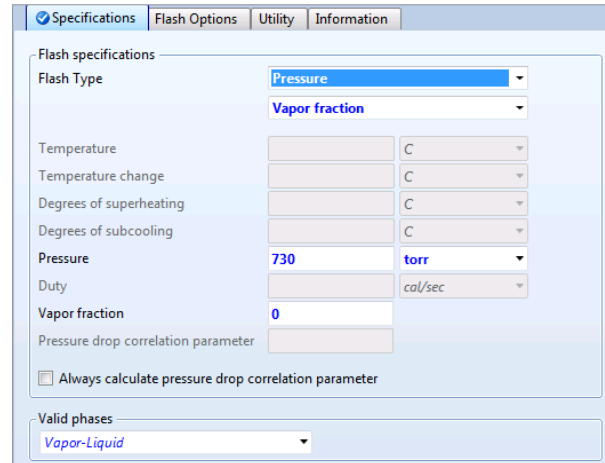 Specifications Flash Options Utility Information
Flash specifications
Flash Type Pressure
Vapor fraction
Temperature C
Temperature change C
Degrees of superheating C
Degrees of subcooling C
Pressure 730 torr
Duty cal/sec
Vapor fraction 0
Pressure drop correlation parameter
Always calculate pressure drop correlation parameter
Valid phases
Vapor-Liquid